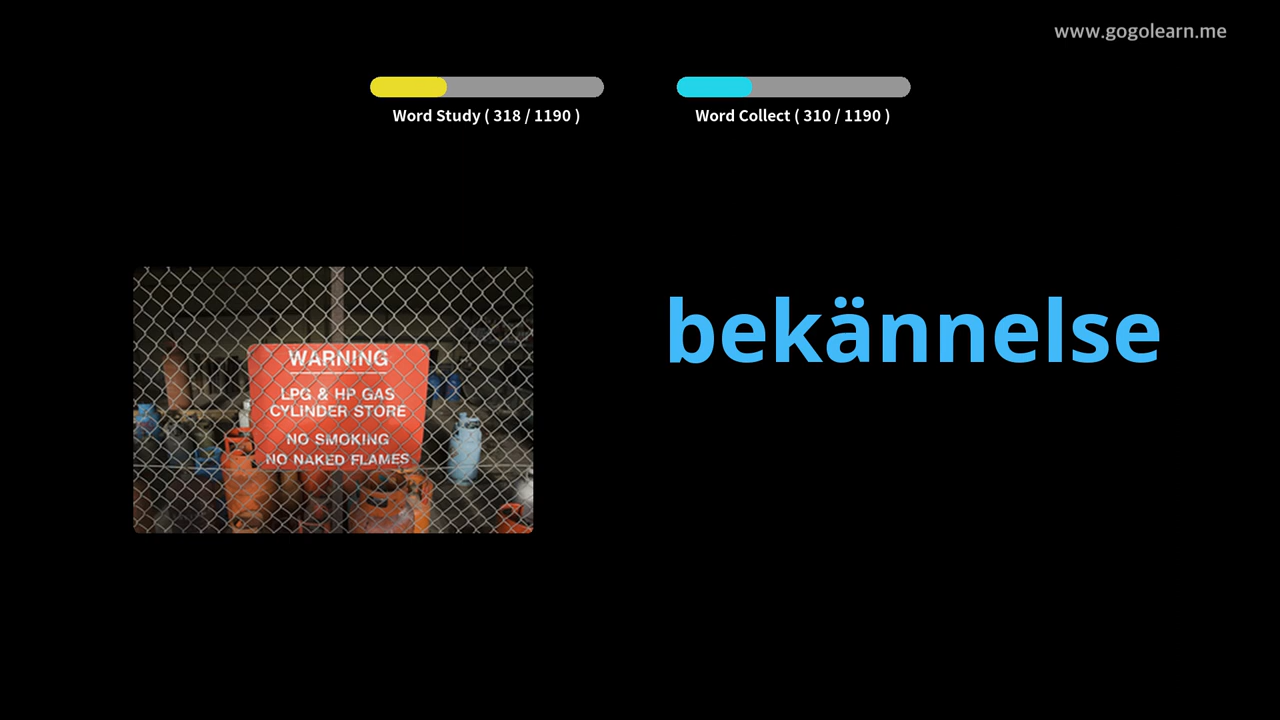 www.gogolearn.me
Word Study ( 318 / 1190 )
Word Collect ( 310 / 1190 )
bekännelse
WARNING
LPG & HP GAS
CYLINDER STORE
NO SMOKING
NO NAKED FLAMES